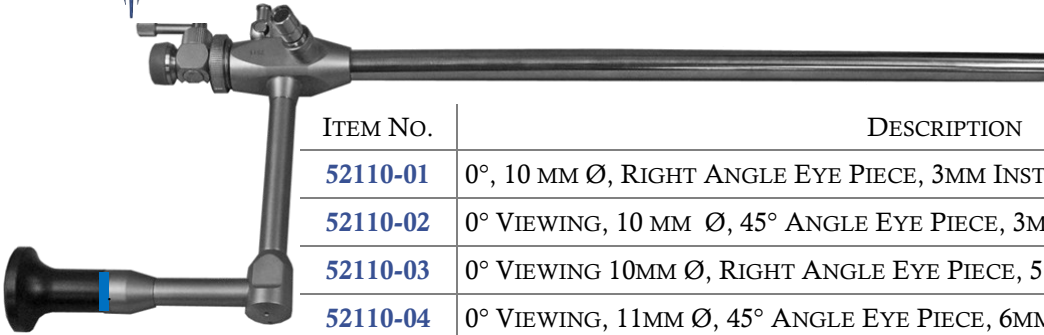 ITEM NO. DESCRIPTION
52110-01 0°, 10 MM Ø, RIGHT ANGLE EYE PIECE, 3MM INST
52110-02 0° VIEWING, 10 MM Ø, 45° ANGLE EYE PIECE, 3M
52110-03 0° VIEWING 10MM Ø, RIGHT ANGLE EYE PIECE, 5
52110-04 0° VIEWING, 11MM Ø, 45° ANGLE EYE PIECE, 6MM